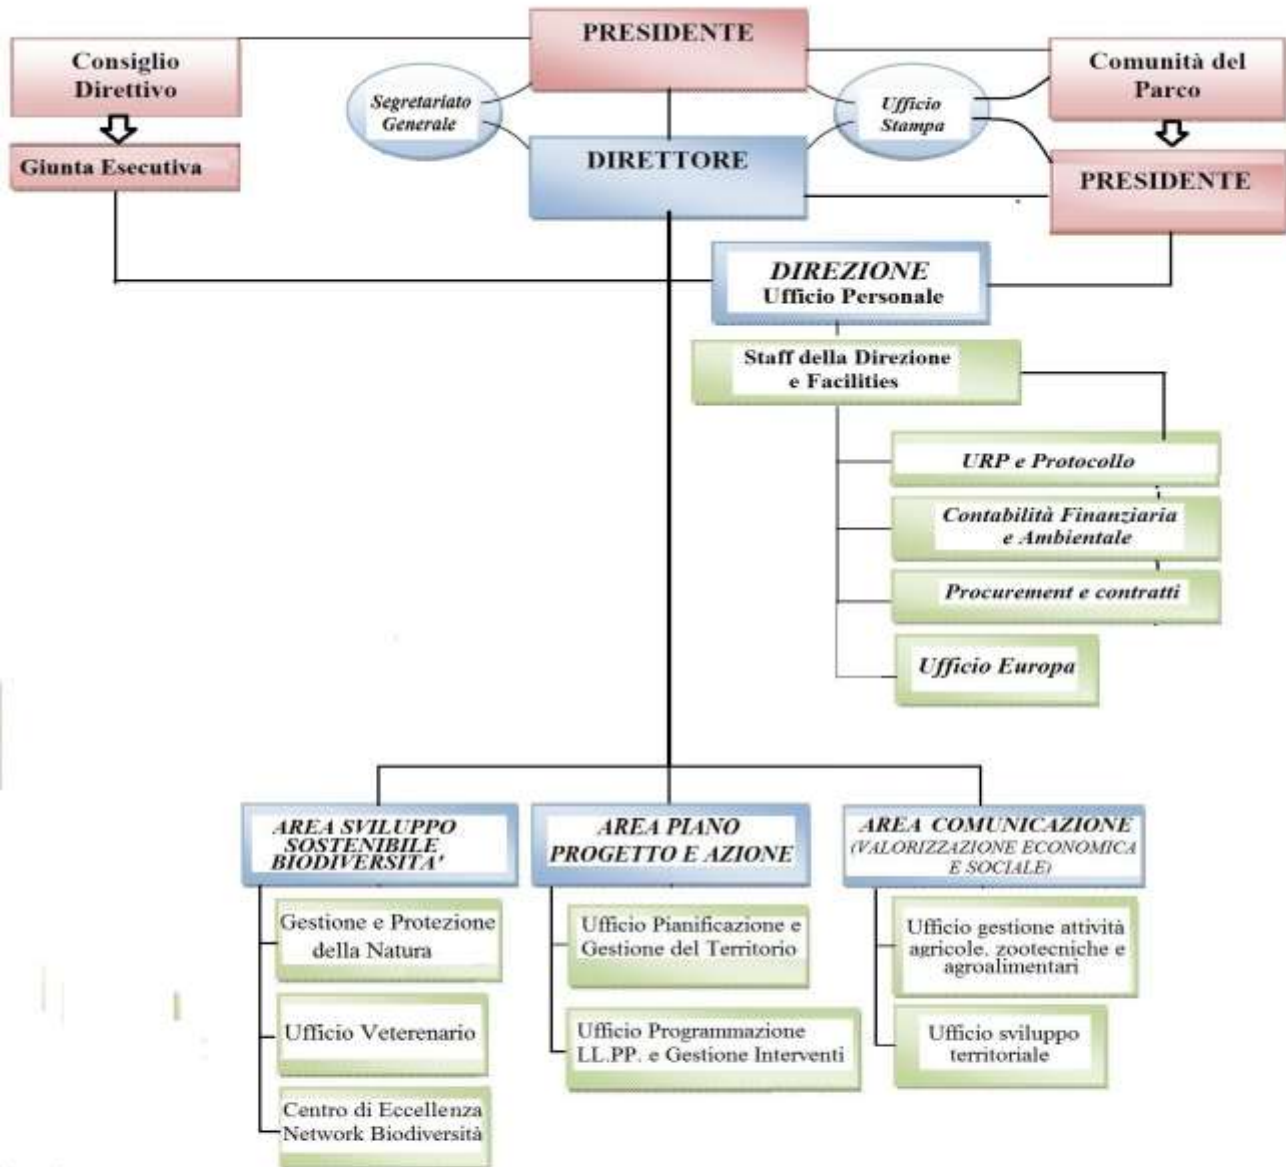 PRESIDENTE
Consiglio
Direttivo
Segretariato
Generale
Ufficio
Stampa
Comunità del
Parco
Giunta Esecutiva
DIRETTORE
PRESIDENTE
DIREZIONE
Ufficio Personale
Staff della Direzione
e Facilities
URP e Protocollo
Contabilità Finanziaria
e Ambientale
Procurement e contratti
Ufficio Europa
AREA SVILUPPO
SOSTENIBILE
BIODIVERSITA'
Gestione e Protezione
della Natura
Ufficio Veterenario
Centro di Eccellenza
Network Biodiversità
AREA PIANO
PROGETTO E AZIONE
Ufficio Pianificazione e
Gestione del Territorio
Ufficio Programmazione
LL.PP. e Gestione Interventi
AREA COMUNICAZIONE
(VALORIZZAZIONE ECONOMICA
E SOCIALE)
Ufficio gestione attività
agricole, zootecniche e
agroalimentari
Ufficio sviluppo
territoriale